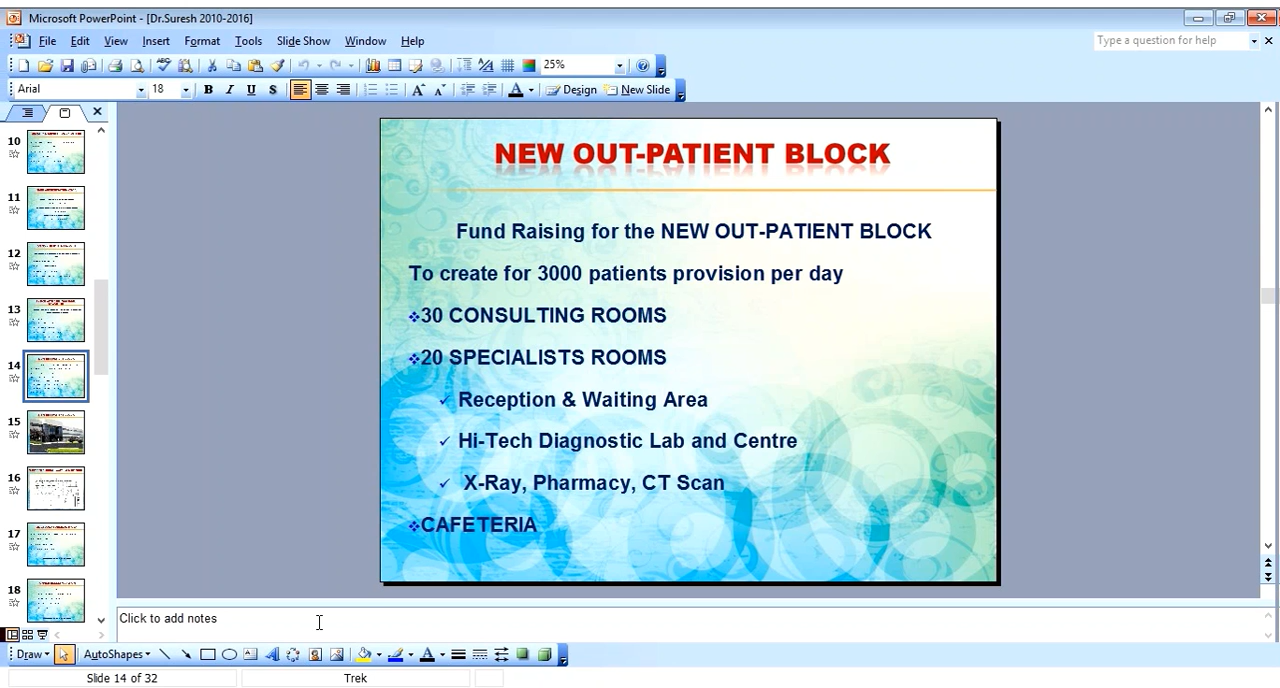 Microsoft PowerPoint - [Dr.Suresh 2010-2016]
File Edit View Insert Format Tools Slide Show Window Help
Type a question for help
25%
Arial 18 B I U S Design New Slide
10
11
12
13
14
15
16
17
18
NEW OUT-PATIENT BLOCK
Fund Raising for the NEW OUT-PATIENT BLOCK
To create for 3000 patients provision per day
❖30 CONSULTING ROOMS
❖20 SPECIALISTS ROOMS
✓ Reception & Waiting Area
✓ Hi-Tech Diagnostic Lab and Centre
✓ X-Ray, Pharmacy, CT Scan
❖CAFETERIA
Click to add notes
Draw AutoShapes
Slide 14 of 32 Trek